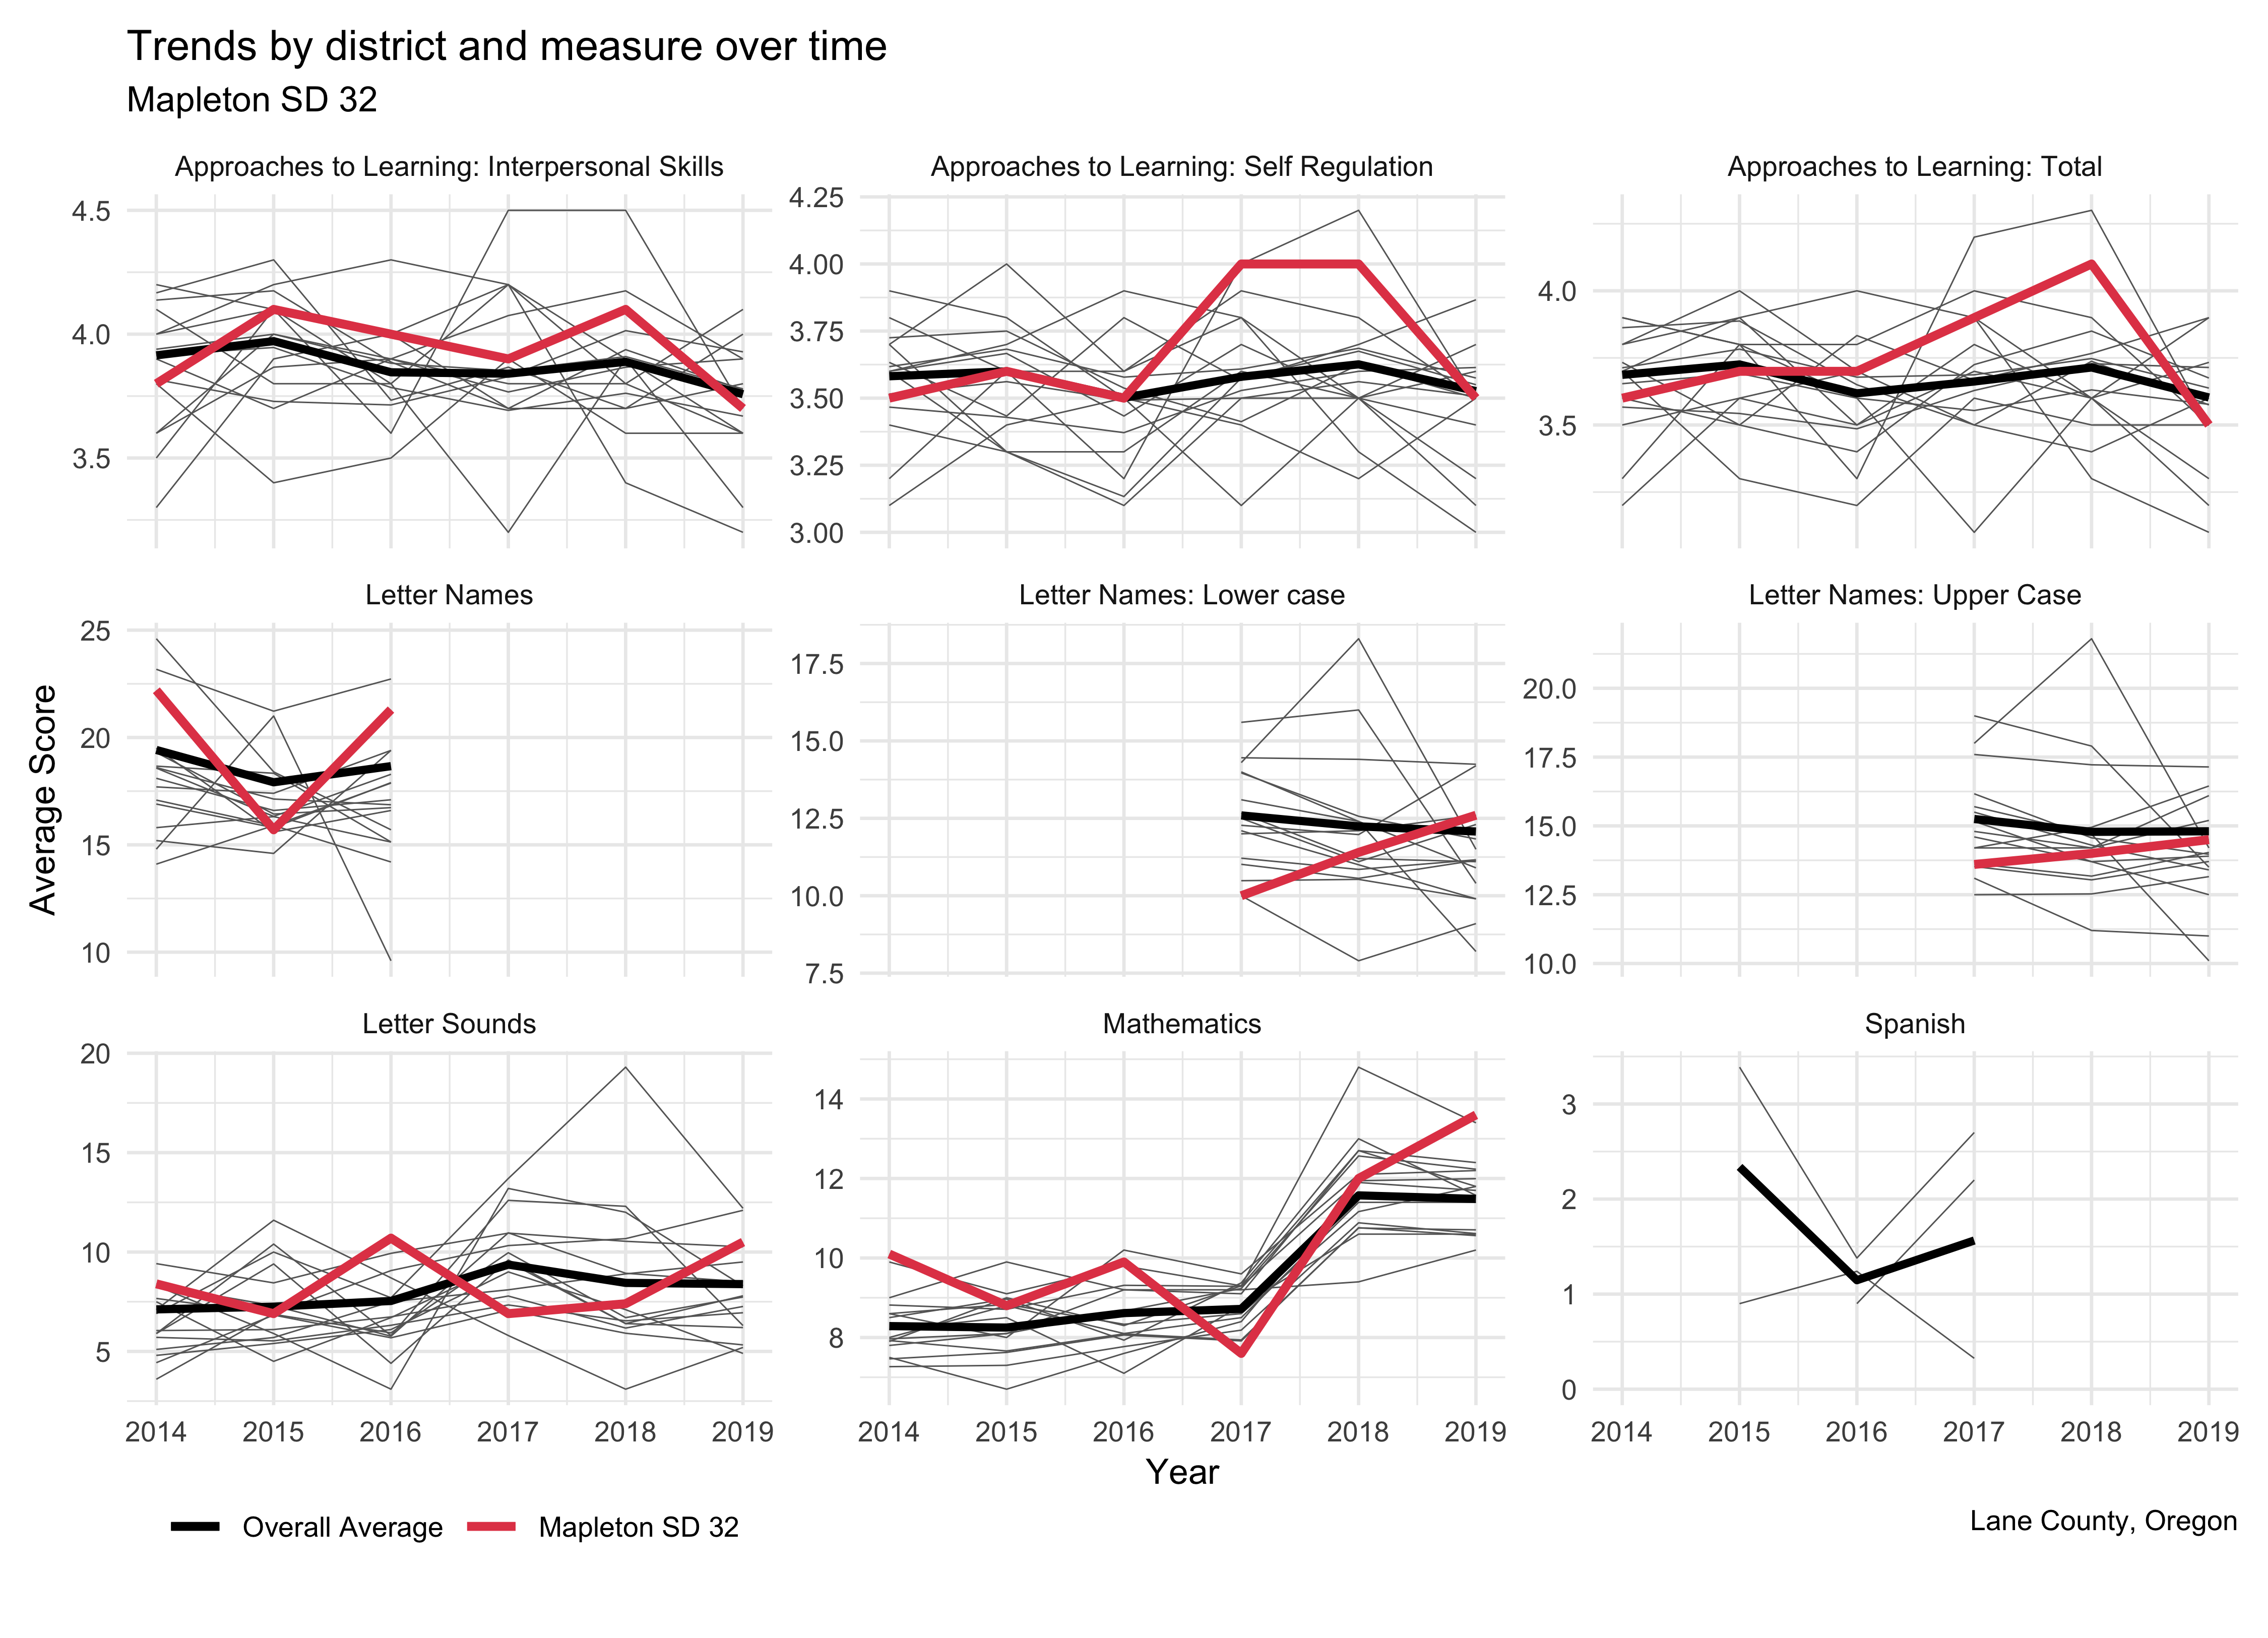 Trends by district and measure over time
Mapleton SD 32
Approaches to Learning: Interpersonal Skills
4.5
4.0
3.5
Approaches to Learning: Self Regulation
4.25
4.00
3.75
3.50
3.25
3.00
Approaches to Learning: Total
4.0
3.5
Average Score
Letter Names
25
20
15
10
Letter Names: Lower case
17.5
15.0
12.5
10.0
7.5
Letter Names: Upper Case
20.0
17.5
15.0
12.5
10.0
Letter Sounds
20
15
10
5
2014 2015 2016 2017 2018 2019
Mathematics
14
12
10
8
2014 2015 2016 2017 2018 2019
Spanish
3
2
1
0
2014 2015 2016 2017 2018 2019
Year
Overall Average Mapleton SD 32
Lane County, Oregon